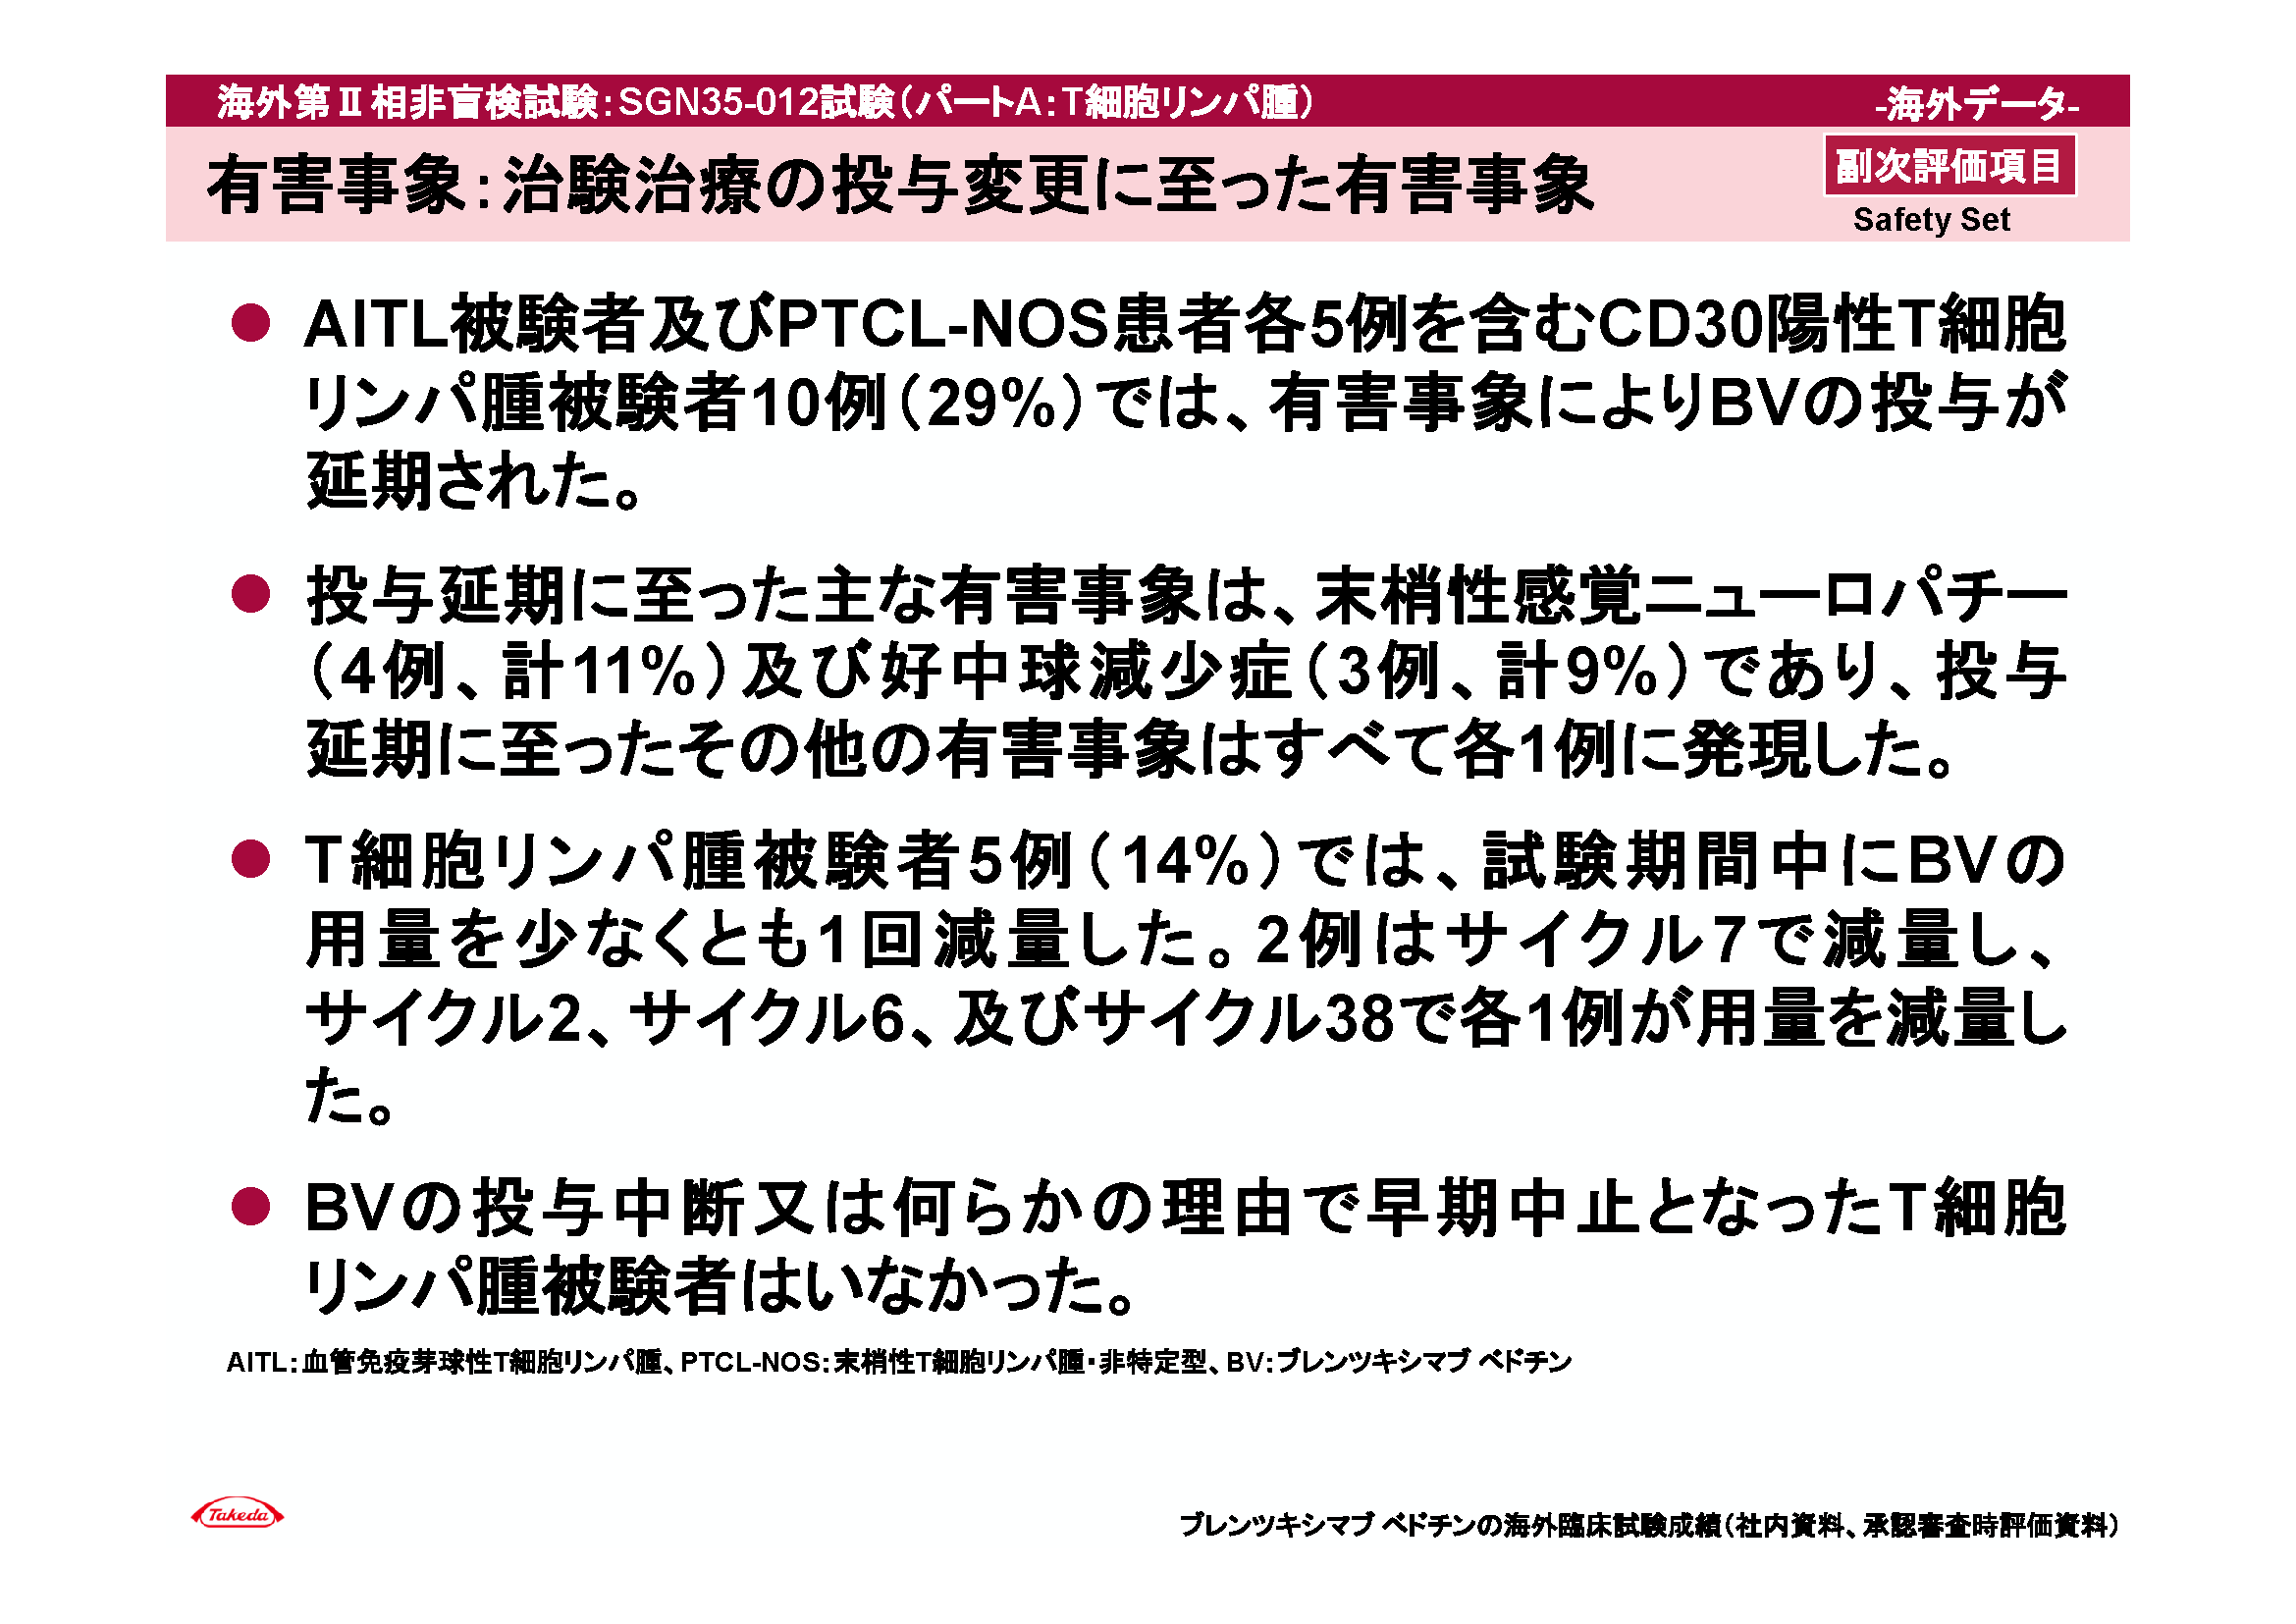 海外第Ⅱ相非盲検試験：SGN35-012試験（パートA：T細胞リンパ腫）
-海外データ-
有害事象：治験治療の投与変更に至った有害事象
副次評価項目
Safety Set
● AITL被験者及びPTCL-NOS患者各5例を含むCD30陽性T細胞
リンパ腫被験者10例（29%）では、有害事象によりBVの投与が
延期された。
● 投与延期に至った主な有害事象は、末梢性感覚ニューロパチー
（4例、計11%）及び好中球減少症（3例、計9%）であり、投与
延期に至ったその他の有害事象はすべて各1例に発現した。
● T細胞リンパ腫被験者5例（14%）では、試験期間中にBVの
用量を少なくとも1回減量した。2例はサイクル7で減量し、
サイクル2、サイクル6、及びサイクル38で各1例が用量を減量し
た。
● BVの投与中断又は何らかの理由で早期中止となったT細胞
リンパ腫被験者はいなかった。
AITL：血管免疫芽球性T細胞リンパ腫、PTCL-NOS：末梢性T細胞リンパ腫・非特定型、BV：ブレンツキシマブ ベドチン
Takeda
ブレンツキシマブ ベドチンの海外臨床試験成績（社内資料、承認審査時評価資料）